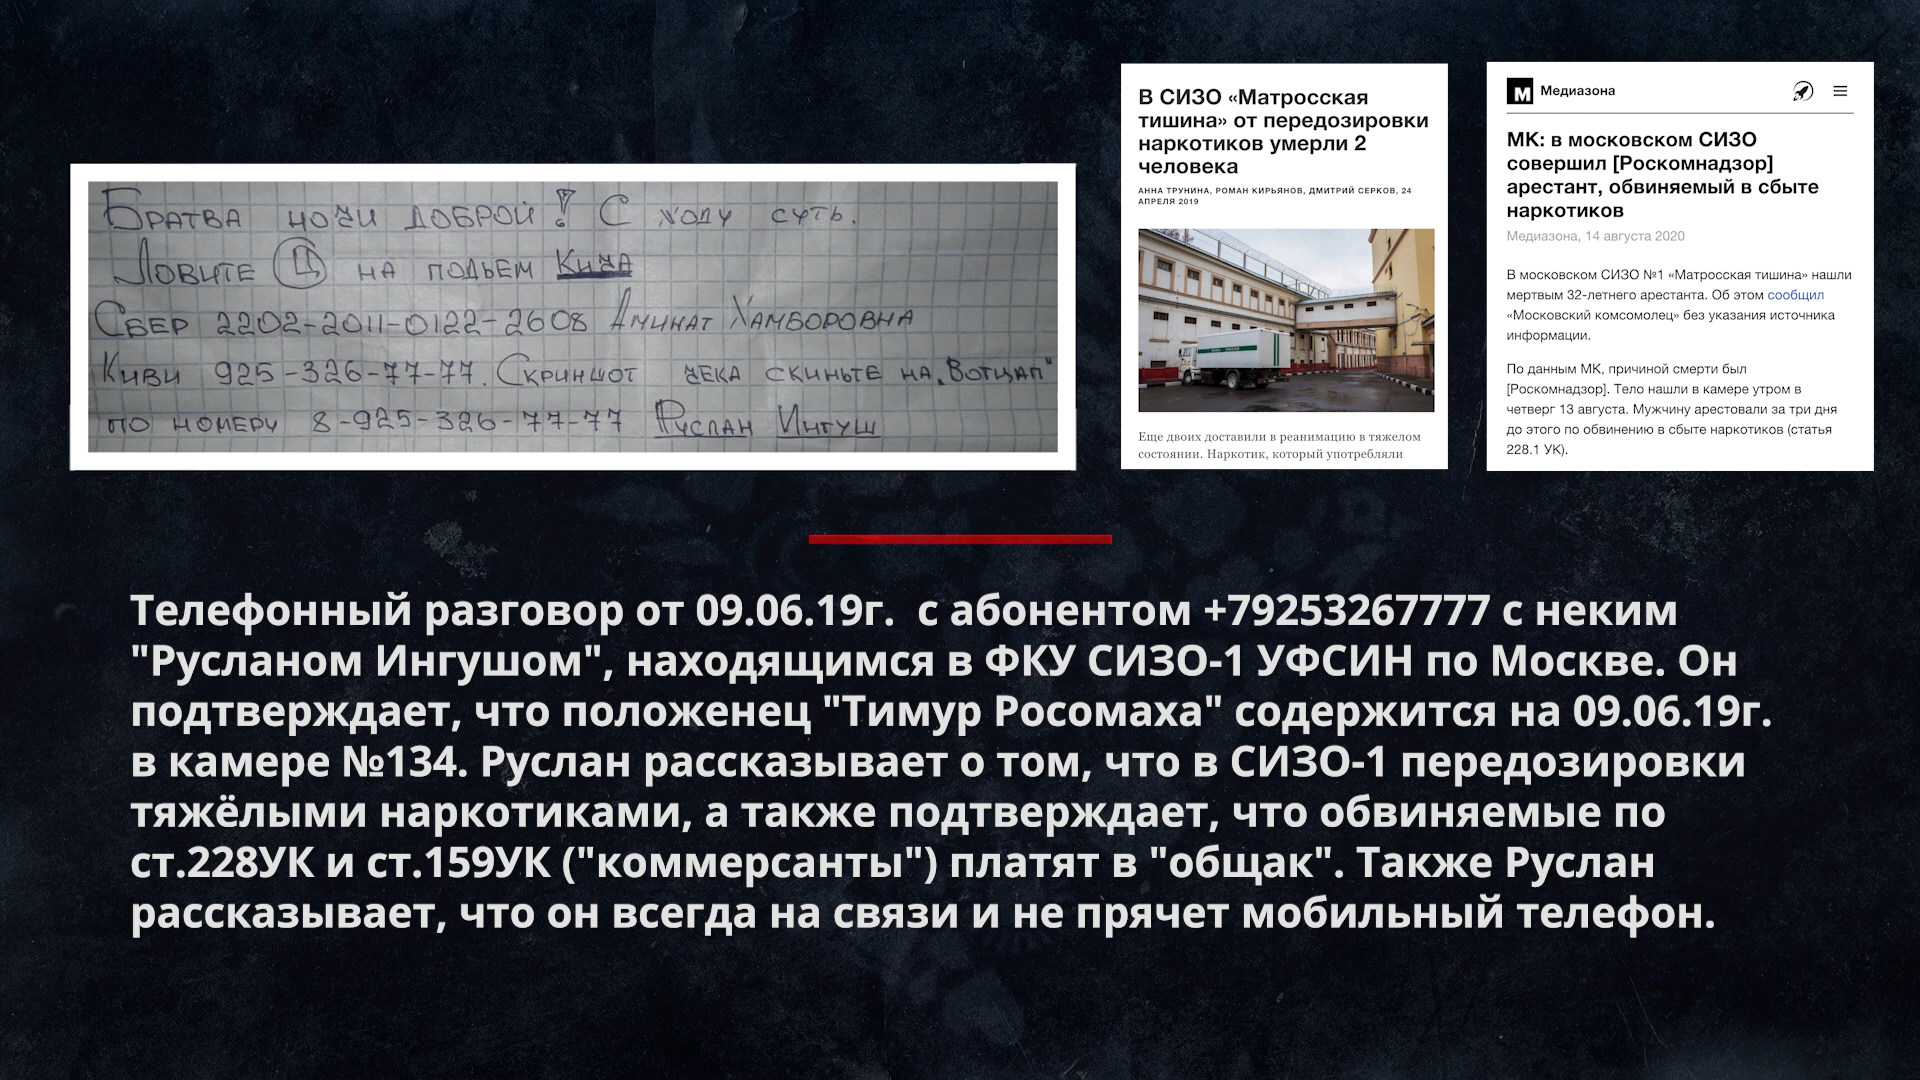 Братва ночи доброй! С ходу суть.
Ловите Ц на подьем Кича
Сбер 2202-2011-0122-2608 Аминат Хамборовна
Киви 925-326-77-77. Скриншот чека скиньте на "Вотцап"
по номеру 8-925-326-77-77 Руслан Ингуш
В СИЗО «Матросская
тишина» от передозировки
наркотиков умерли 2
человека
АННА ТРУНИНА, РОМАН КИРЬЯНОВ, ДМИТРИЙ СЕРКОВ, 24
АПРЕЛЯ 2019
Еще двоих доставили в реанимацию в тяжелом
состоянии. Наркотик, который употребляли
М Медиазона
МК: в московском СИЗО
совершил [Роскомнадзор]
арестант, обвиняемый в сбыте
наркотиков
Медиазона, 14 августа 2020
В московском СИЗО №1 «Матросская тишина» нашли
мертвым 32-летнего арестанта. Об этом сообщил
«Московский комсомолец» без указания источника
информации.
По данным МК, причиной смерти был
[Роскомнадзор]. Тело нашли в камере утром в
четверг 13 августа. Мужчину арестовали за три дня
до этого по обвинению в сбыте наркотиков (статья
228.1 УК).
Телефонный разговор от 09.06.19г. с абонентом +79253267777 с неким
"Русланом Ингушом", находящимся в ФКУ СИЗО-1 УФСИН по Москве. Он
подтверждает, что положенец "Тимур Росомаха" содержится на 09.06.19г.
в камере №134. Руслан рассказывает о том, что в СИЗО-1 передозировки
тяжёлыми наркотиками, а также подтверждает, что обвиняемые по
ст.228УК и ст.159УК ("коммерсанты") платят в "общак". Также Руслан
рассказывает, что он всегда на связи и не прячет мобильный телефон.